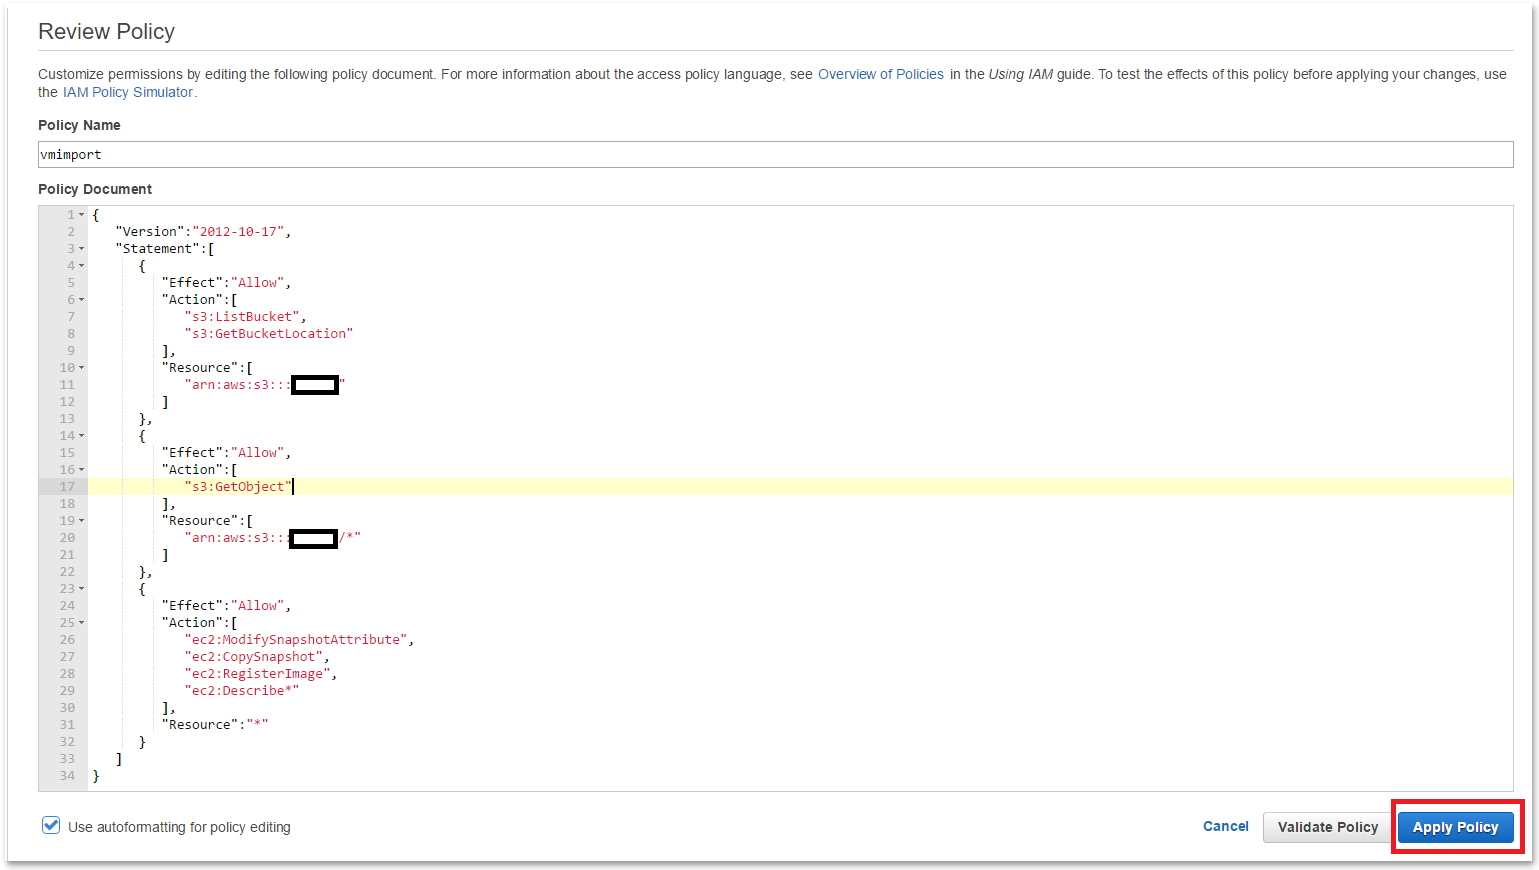 Review Policy
Customize permissions by editing the following policy document. For more information about the access policy language, see Overview of Policies in the Using IAM guide. To test the effects of this policy before applying your changes, use
the IAM Policy Simulator.
Policy Name
vmimport
Policy Document
1 {
2 "Version":"2012-10-17",
3 "Statement":[
4 {
5 "Effect":"Allow",
6 "Action":[
7 "s3:ListBucket",
8 "s3:GetBucketLocation"
9 ],
10 "Resource":[
11 "arn:aws:s3:::"
12 ]
13 },
14 {
15 "Effect":"Allow",
16 "Action":[
17 "s3:GetObject"
18 ],
19 "Resource":[
20 "arn:aws:s3:::/*"
21 ]
22 },
23 {
24 "Effect":"Allow",
25 "Action":[
26 "ec2:ModifySnapshotAttribute",
27 "ec2:CopySnapshot",
28 "ec2:RegisterImage",
29 "ec2:Describe*"
30 ],
31 "Resource":"*"
32 }
33 ]
34 }
Use autoformatting for policy editing
Cancel
Validate Policy
Apply Policy